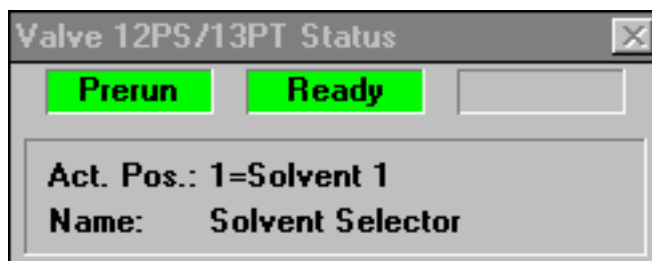 Valve 12PS/13PT Status
Prerun Ready
Act. Pos.: 1=Solvent 1
Name: Solvent Selector